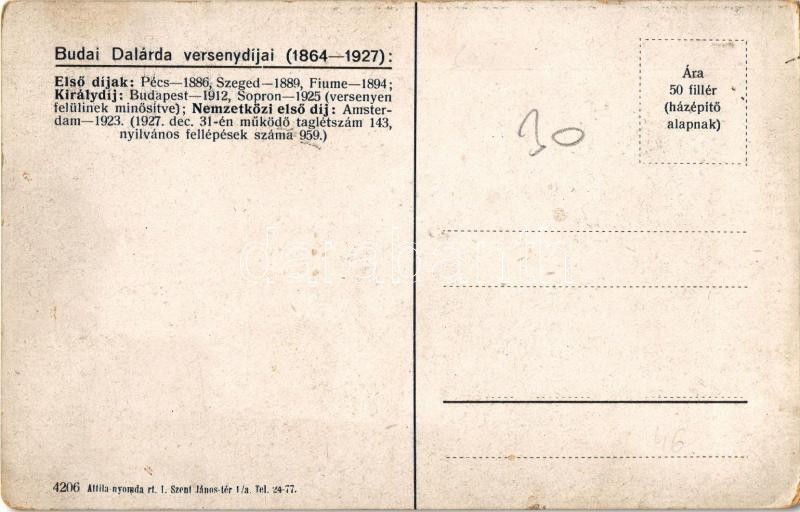 Budai Dalárda versenydíjai (1864—1927):
Első díjak: Pécs—1886, Szeged—1889, Fiume—1894;
Királydíj: Budapest—1912, Sopron—1925 (versenyen
felülinek minősítve); Nemzetközi első díj: Amster-
dam—1923. (1927. dec. 31-én működő taglétszám 143,
nyilvános fellépések száma 959.)
Ára
50 fillér
(házépítő
alapnak)
30
darabanth
46
4206 Attila-nyomda rt. I. Szent János-tér 1/a. Tel. 24-77.